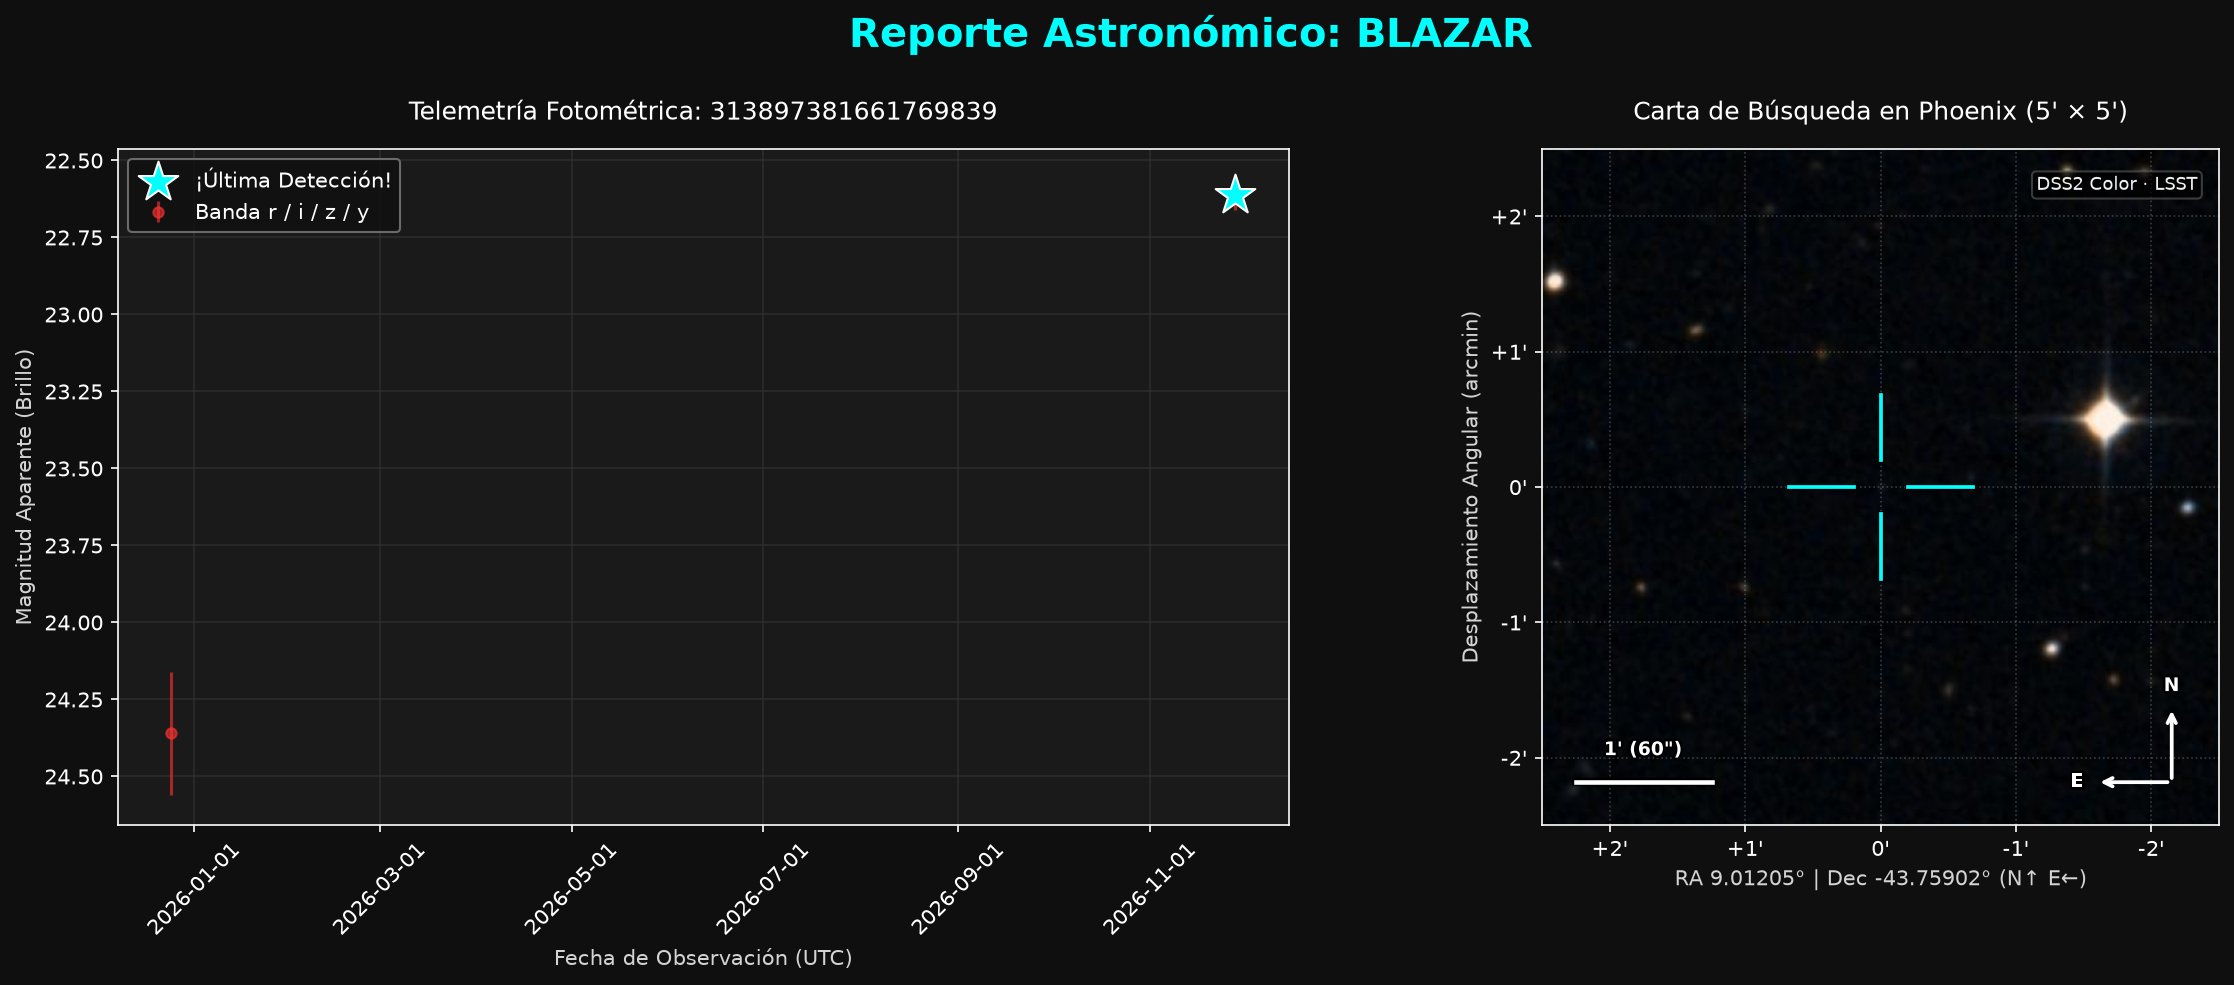 Reporte Astronómico: BLAZAR
Telemetría Fotométrica: 313897381661769839
¡Última Detección!
Banda r / i / z / y
Magnitud Aparente (Brillo)
22.50
22.75
23.00
23.25
23.50
23.75
24.00
24.25
24.50
2026-01-01
2026-03-01
2026-05-01
2026-07-01
2026-09-01
2026-11-01
Fecha de Observación (UTC)
Carta de Búsqueda en Phoenix (5' × 5')
DSS2 Color · LSST
Desplazamiento Angular (arcmin)
+2'
+1'
0'
-1'
-2'
N
E
1' (60")
+2'
+1'
0'
-1'
-2'
RA 9.01205° | Dec -43.75902° (N↑ E←)